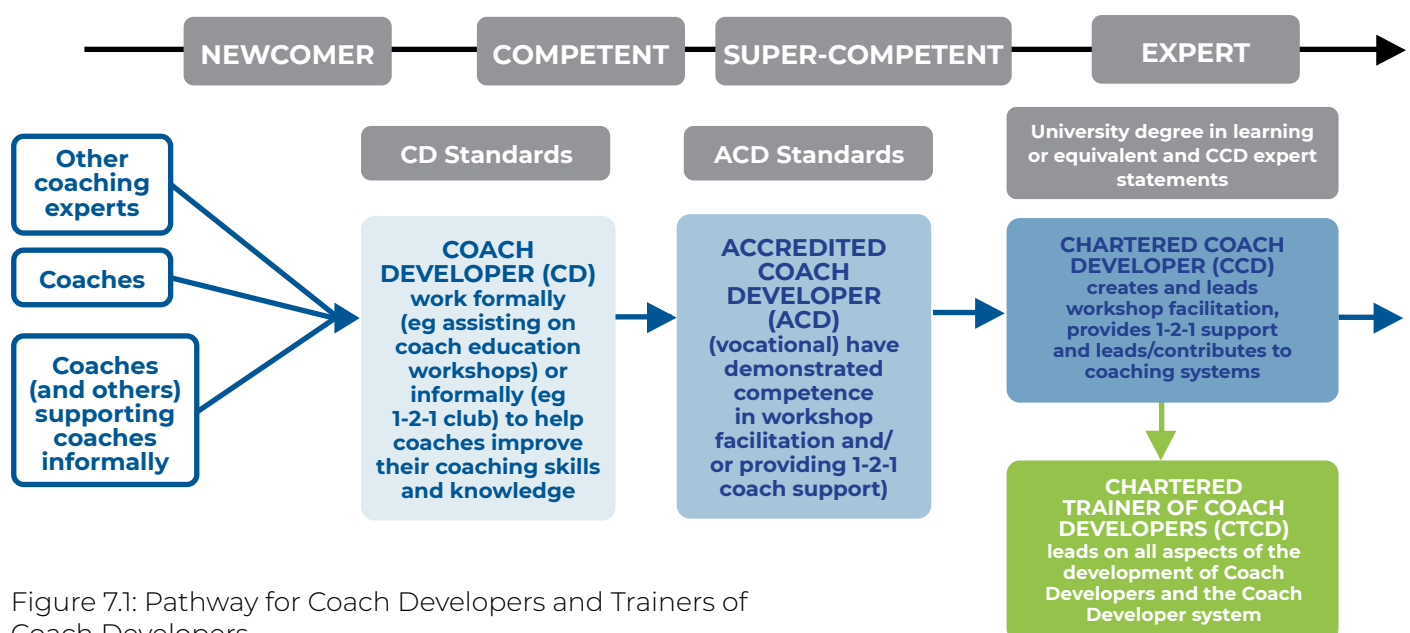 NEWCOMER
COMPETENT
SUPER-COMPETENT
EXPERT
Other
coaching
experts
Coaches
Coaches
(and others)
supporting
coaches
informally
CD Standards
COACH
DEVELOPER (CD)
work formally
(eg assisting on
coach education
workshops) or
informally (eg
1-2-1 club) to help
coaches improve
their coaching skills
and knowledge
ACD Standards
ACCREDITED
COACH
DEVELOPER
(ACD)
(vocational) have
demonstrated
competence
in workshop
facilitation and/
or providing 1-2-1
coach support)
University degree in learning
or equivalent and CCD expert
statements
CHARTERED COACH
DEVELOPER (CCD)
creates and leads
workshop facilitation,
provides 1-2-1 support
and leads/contributes to
coaching systems
CHARTERED
TRAINER OF COACH
DEVELOPERS (CTCD)
leads on all aspects of the
development of Coach
Developers and the Coach
Developer system
Figure 7.1: Pathway for Coach Developers and Trainers of
Coach Developers